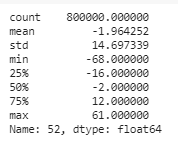 count 800000.000000
mean -1.964252
std 14.697339
min -68.000000
25% -16.000000
50% -2.000000
75% 12.000000
max 61.000000
Name: 52, dtype: float64